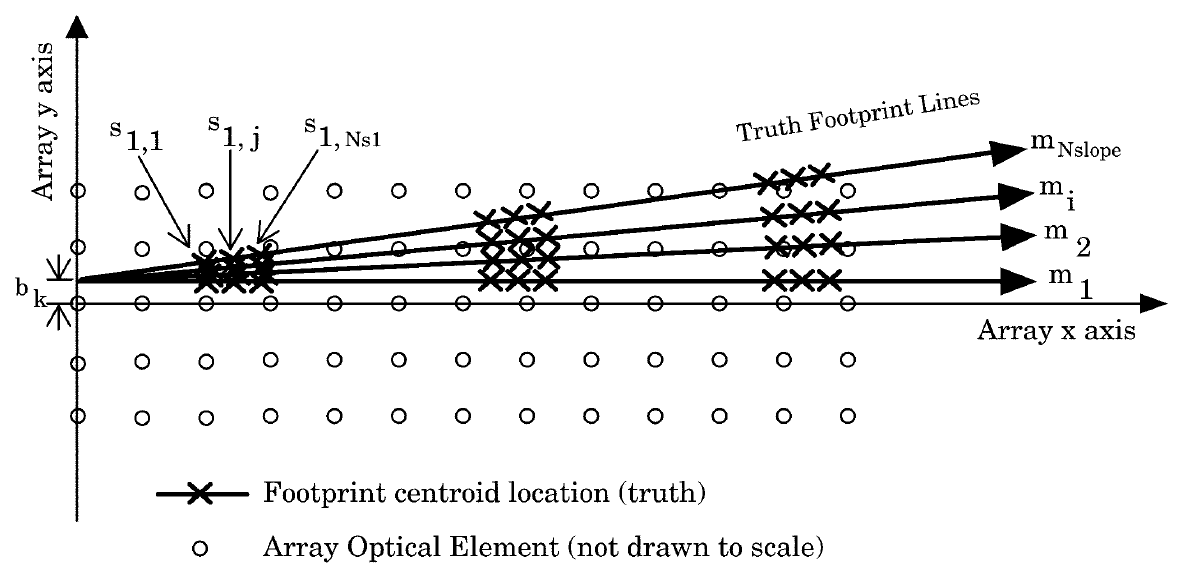 Array y axis
Truth Footprint Lines
s1,1
s1, j
s1, Ns1
mNslope
mi
m2
m1
bk
Array x axis
Footprint centroid location (truth)
Array Optical Element (not drawn to scale)